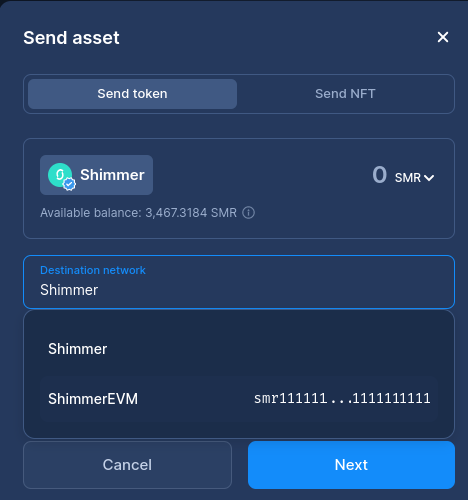 Send asset
Send token Send NFT
Shimmer 0 SMR
Available balance: 3,467.3184 SMR
Destination network
Shimmer
Shimmer
ShimmerEVM smr111111...1111111111
Cancel Next